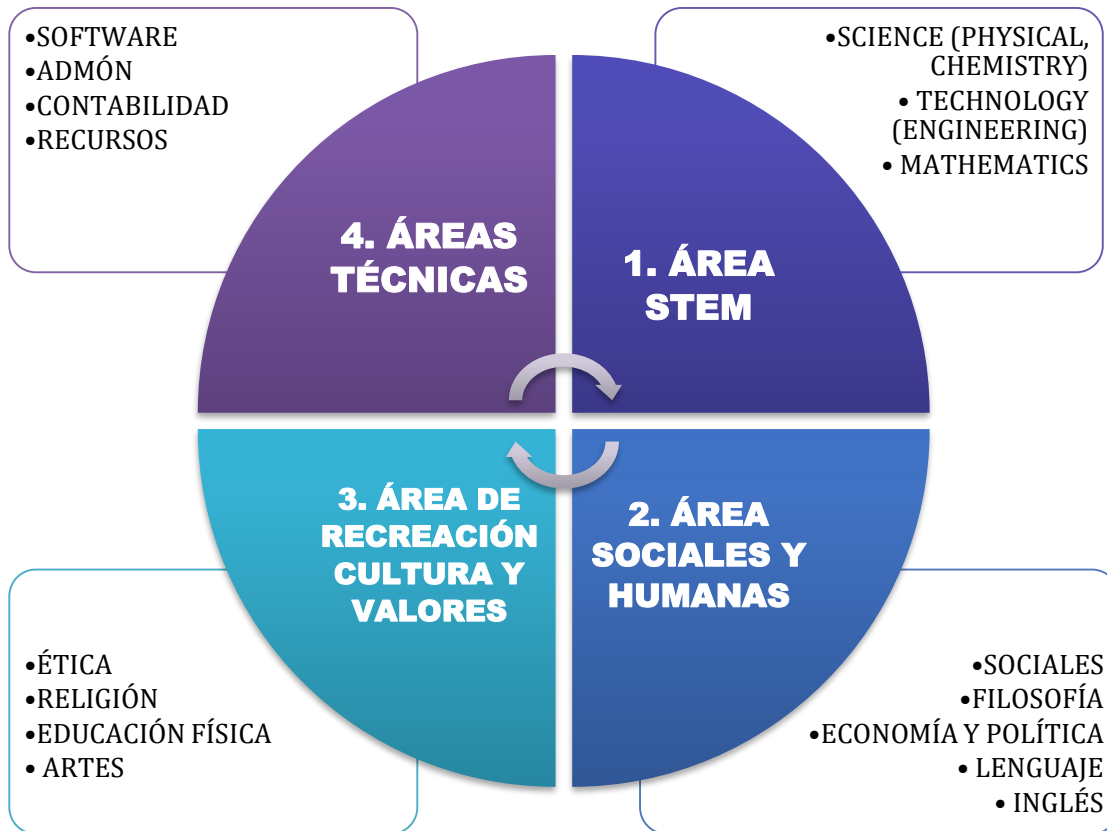 •SOFTWARE
•ADMÓN
•CONTABILIDAD
•RECURSOS
•SCIENCE (PHYSICAL,
CHEMISTRY)
• TECHNOLOGY
(ENGINEERING)
• MATHEMATICS
4. ÁREAS
TÉCNICAS
1. ÁREA
STEM
3. ÁREA DE
RECREACIÓN
CULTURA Y
VALORES
2. ÁREA
SOCIALES Y
HUMANAS
•ÉTICA
•RELIGIÓN
•EDUCACIÓN FÍSICA
• ARTES
•SOCIALES
•FILOSOFÍA
•ECONOMÍA Y POLÍTICA
• LENGUAJE
• INGLÉS